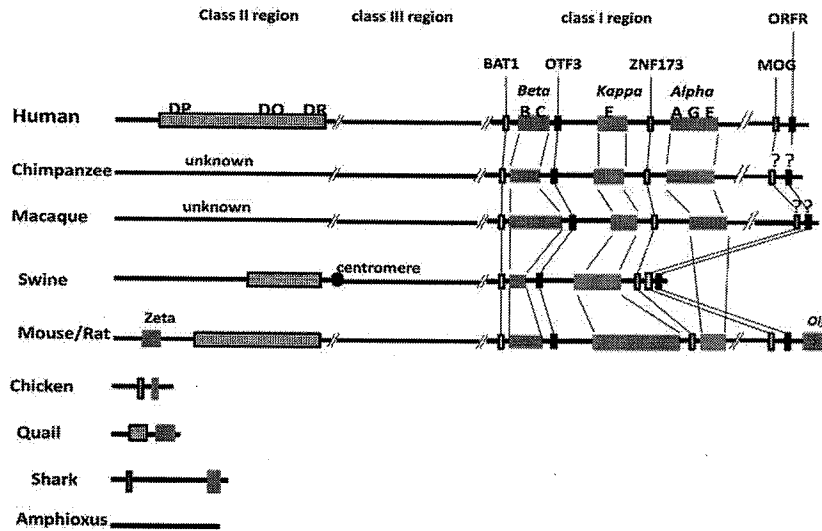 Class II region class III region class I region ORFR
BAT1 OTF3 ZNF173 MOG
Beta Kappa Alpha
DP DQ DR B C E A G E
Human
? ?
Chimpanzee unknown
? ?
Macaque unknown
Swine centromere
Zeta
Mouse/Rat
Chicken
Quail
Shark
Amphioxus